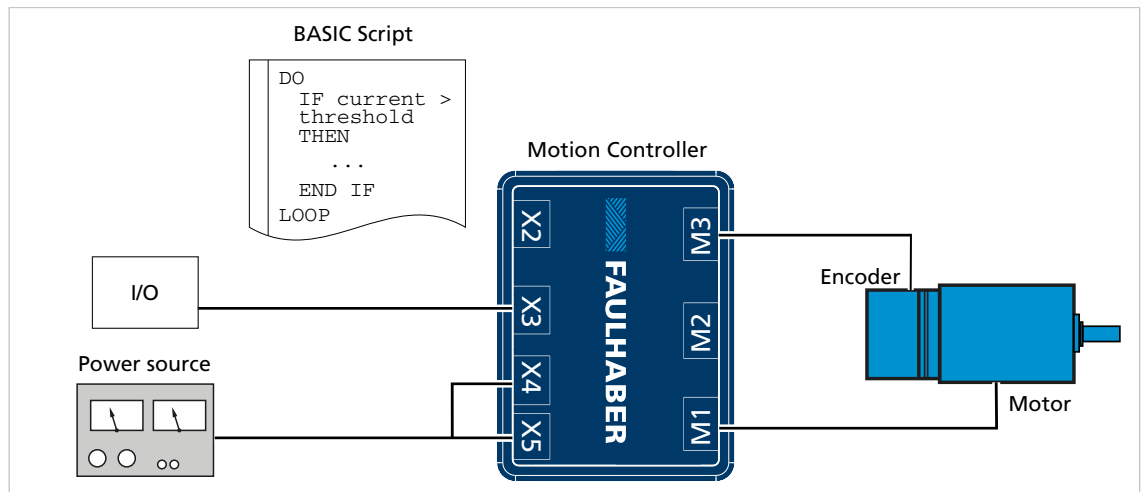 BASIC Script
DO
IF current >
threshold
THEN
...
END IF
LOOP
Motion Controller
X2
X3
X4
X5
FAULHABER
M3
M2
M1
I/O
Power source
Encoder
Motor